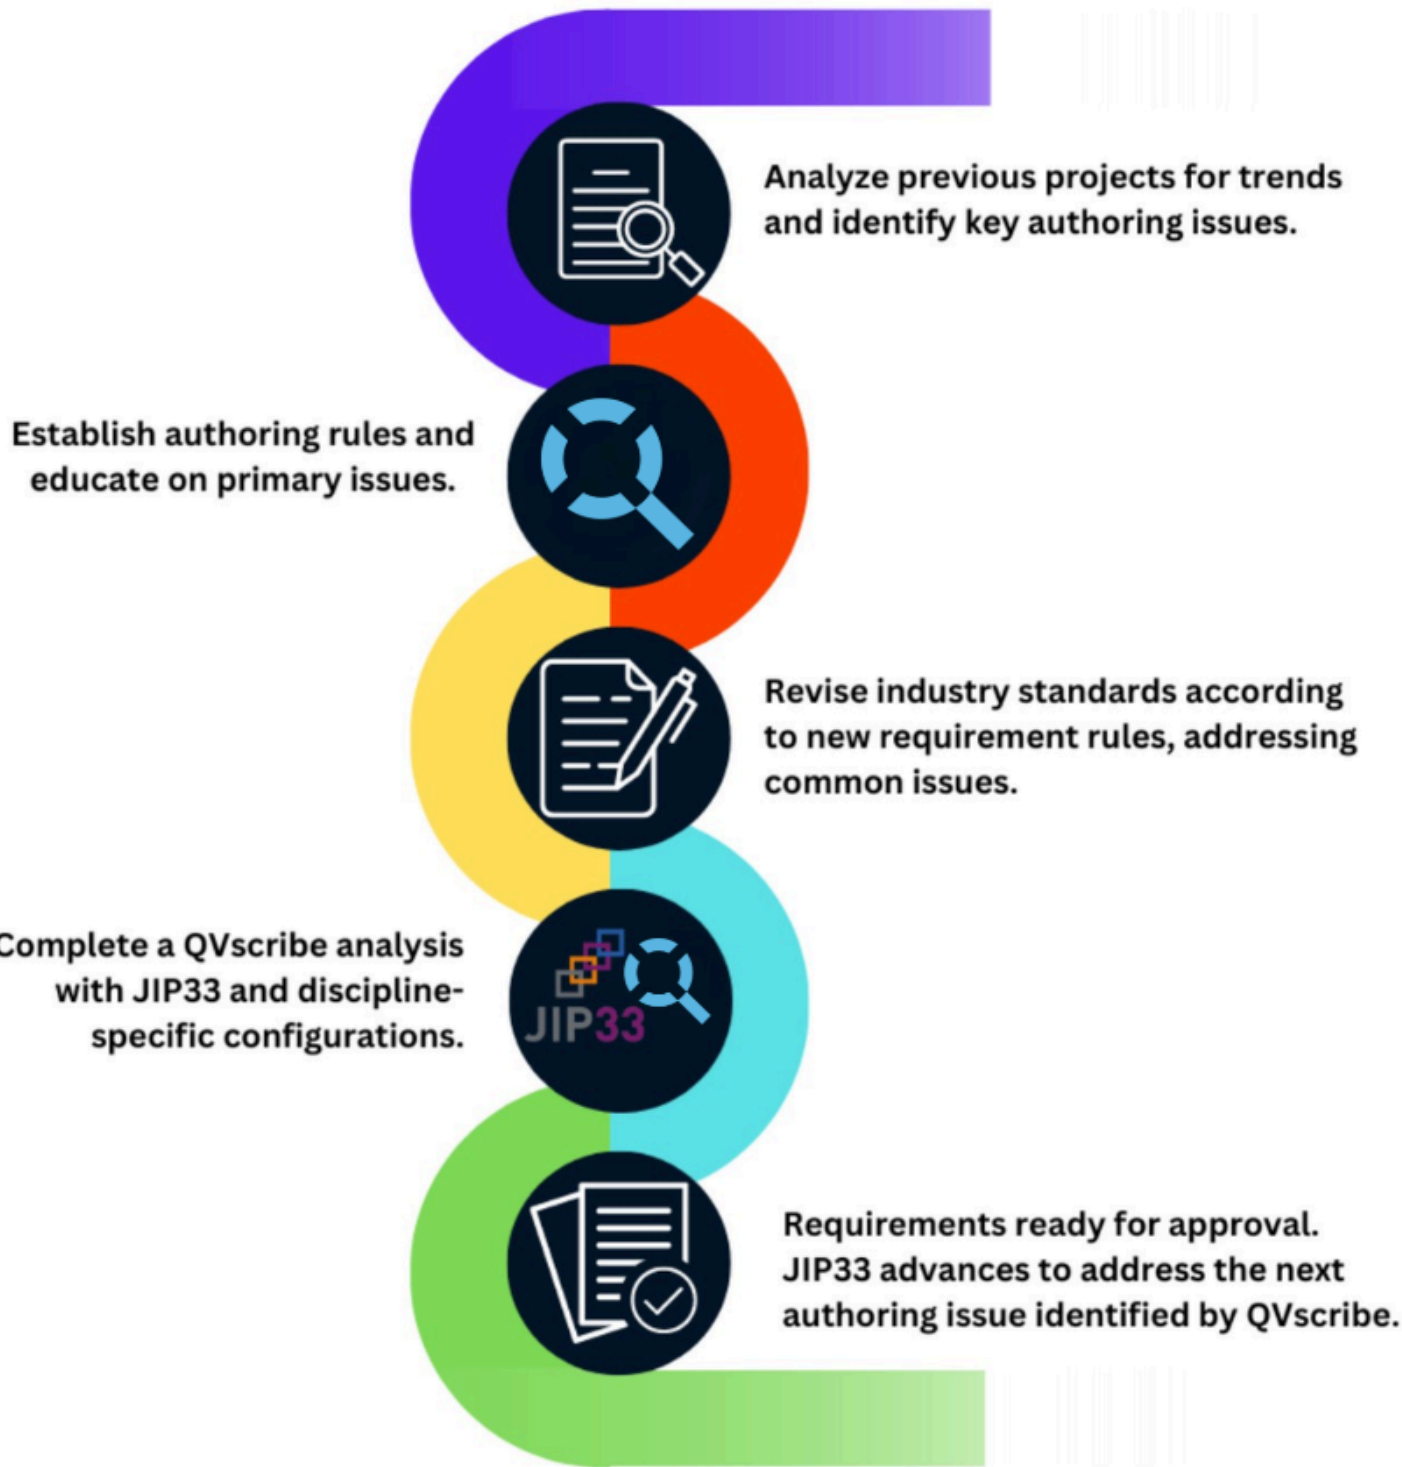 Analyze previous projects for trends
and identify key authoring issues.
Establish authoring rules and
educate on primary issues.
Revise industry standards according
to new requirement rules, addressing
common issues.
Complete a QVscribe analysis
with JIP33 and discipline-
specific configurations.
JIP33
Requirements ready for approval.
JIP33 advances to address the next
authoring issue identified by QVscribe.